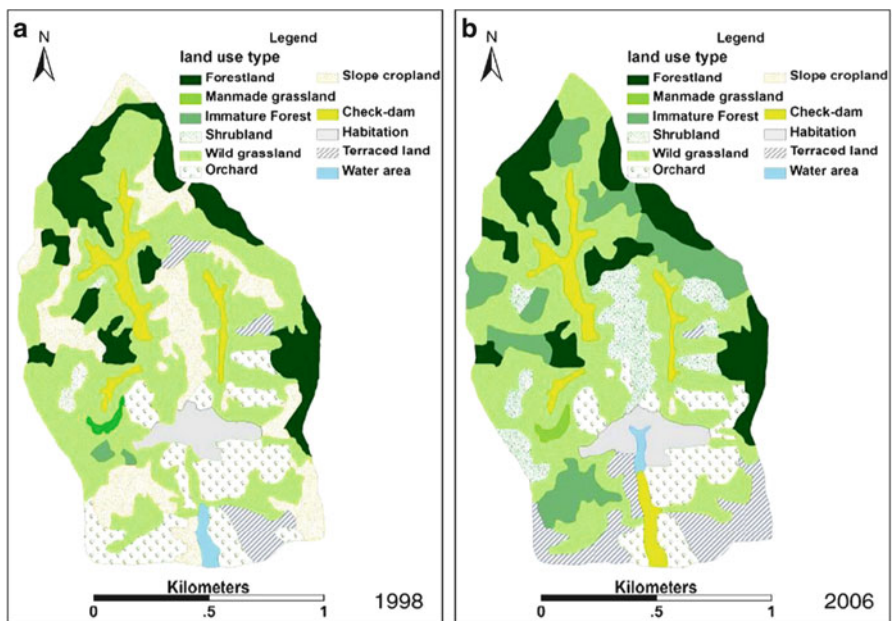 a
N
Legend
land use type
Forestland
Manmade grassland
Immature Forest
Shrubland
Wild grassland
Orchard
Slope cropland
Check-dam
Habitation
Terraced land
Water area
Kilometers
0 .5 1
1998
b
N
Legend
land use type
Forestland
Manmade grassland
Immature Forest
Shrubland
Wild grassland
Orchard
Slope cropland
Check-dam
Habitation
Terraced land
Water area
Kilometers
0 .5 1
2006